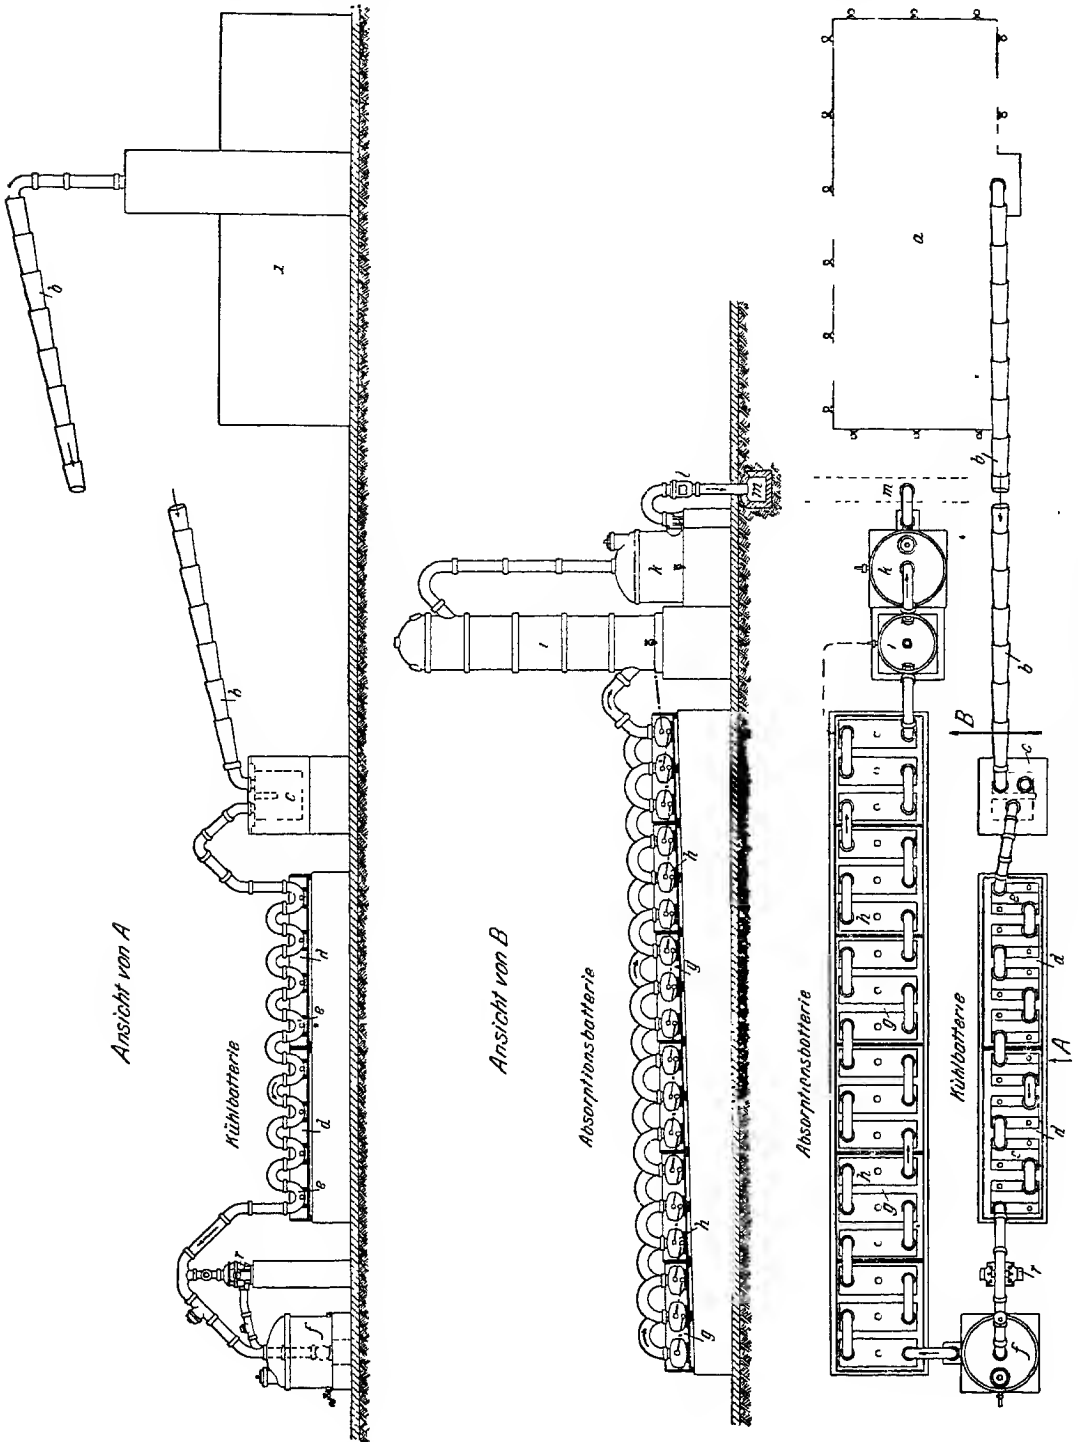 Ansicht von A
Kühlbatterie
b
b
c
d
e
d
e
r
f
Ansicht von B
Absorptionsbatterie
l
m
k
i
h
g
h
g
a
b
m
k
i
b
B
c
Absorptionsbatterie
h
g
h
g
Kühlbatterie
e
d
A
e
d
r
f